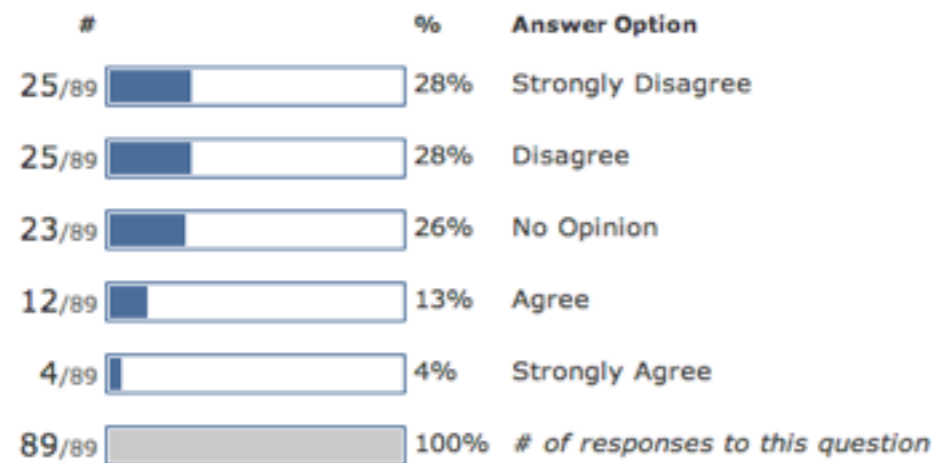 # % Answer Option
25/89 28% Strongly Disagree
25/89 28% Disagree
23/89 26% No Opinion
12/89 13% Agree
4/89 4% Strongly Agree
89/89 100% # of responses to this question